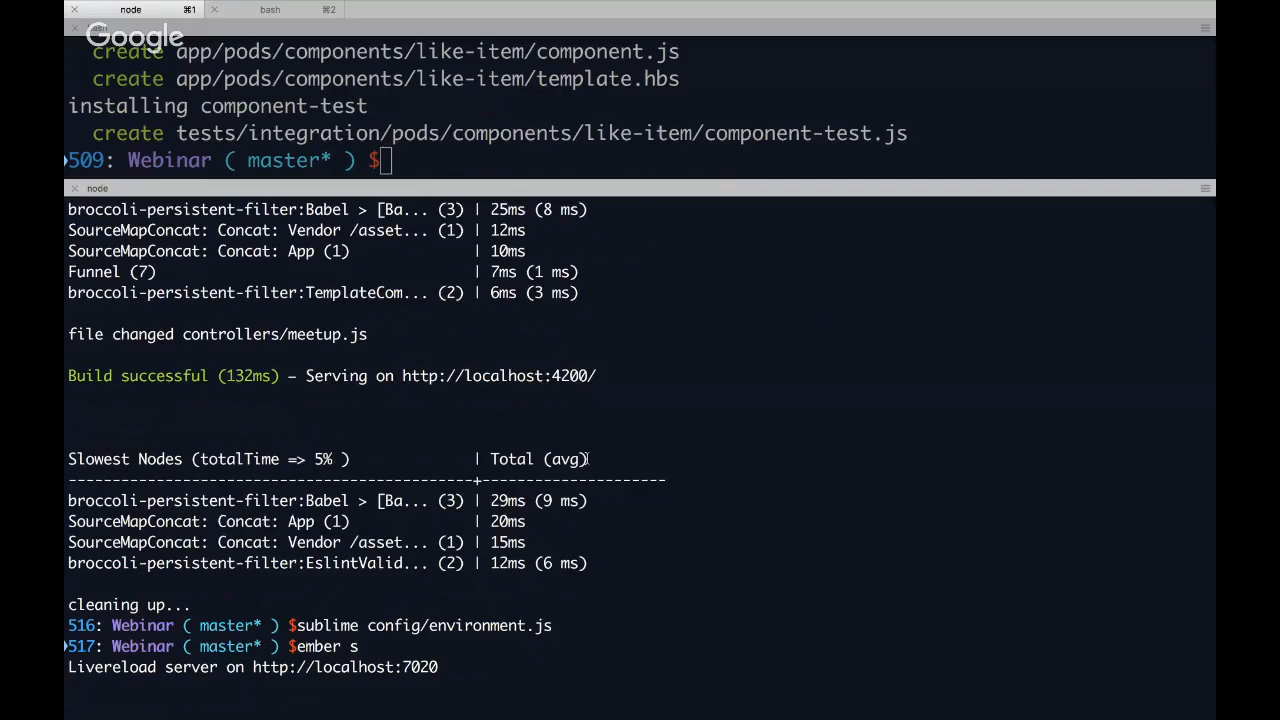 node ⌘1 bash ⌘2
bash
Google
create app/pods/components/like-item/component.js
create app/pods/components/like-item/template.hbs
installing component-test
create tests/integration/pods/components/like-item/component-test.js
509: Webinar ( master* ) $
node
broccoli-persistent-filter:Babel > [Ba... (3) | 25ms (8 ms)
SourceMapConcat: Concat: Vendor /asset... (1) | 12ms
SourceMapConcat: Concat: App (1) | 10ms
Funnel (7) | 7ms (1 ms)
broccoli-persistent-filter:TemplateCom... (2) | 6ms (3 ms)
file changed controllers/meetup.js
Build successful (132ms) – Serving on http://localhost:4200/
Slowest Nodes (totalTime => 5% ) | Total (avg)
-----------------------------------------------+---------------------
broccoli-persistent-filter:Babel > [Ba... (3) | 29ms (9 ms)
SourceMapConcat: Concat: App (1) | 20ms
SourceMapConcat: Concat: Vendor /asset... (1) | 15ms
broccoli-persistent-filter:EslintValid... (2) | 12ms (6 ms)
cleaning up...
516: Webinar ( master* ) $sublime config/environment.js
517: Webinar ( master* ) $ember s
Livereload server on http://localhost:7020